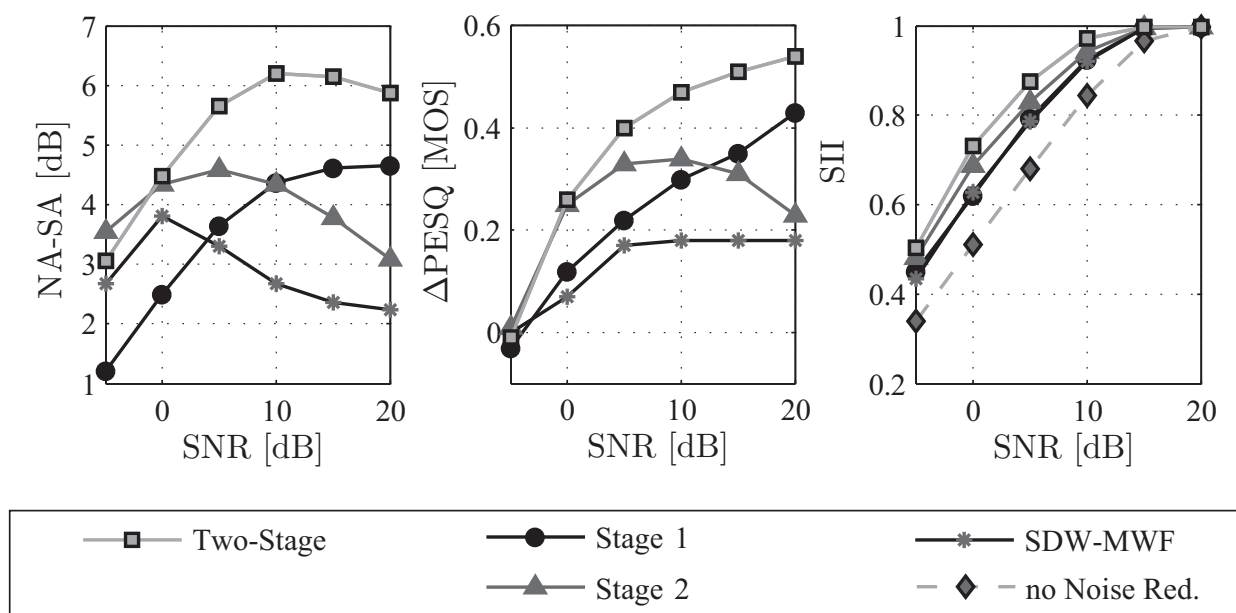 7
6
5
4
3
2
1
NA-SA [dB]
0 10 20
SNR [dB]
0.6
0.4
0.2
0
ΔPESQ [MOS]
0 10 20
SNR [dB]
1
0.8
0.6
0.4
0.2
SII
0 10 20
SNR [dB]
Two-Stage
Stage 1
SDW-MWF
Stage 2
no Noise Red.